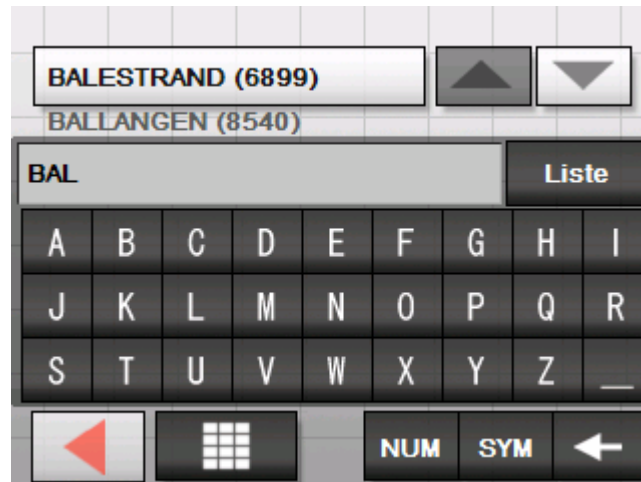 BALESTRAND (6899)
BALLANGEN (8540)
BAL Liste
A B C D E F G H I
J K L M N O P Q R
S T U V W X Y Z _
NUM SYM